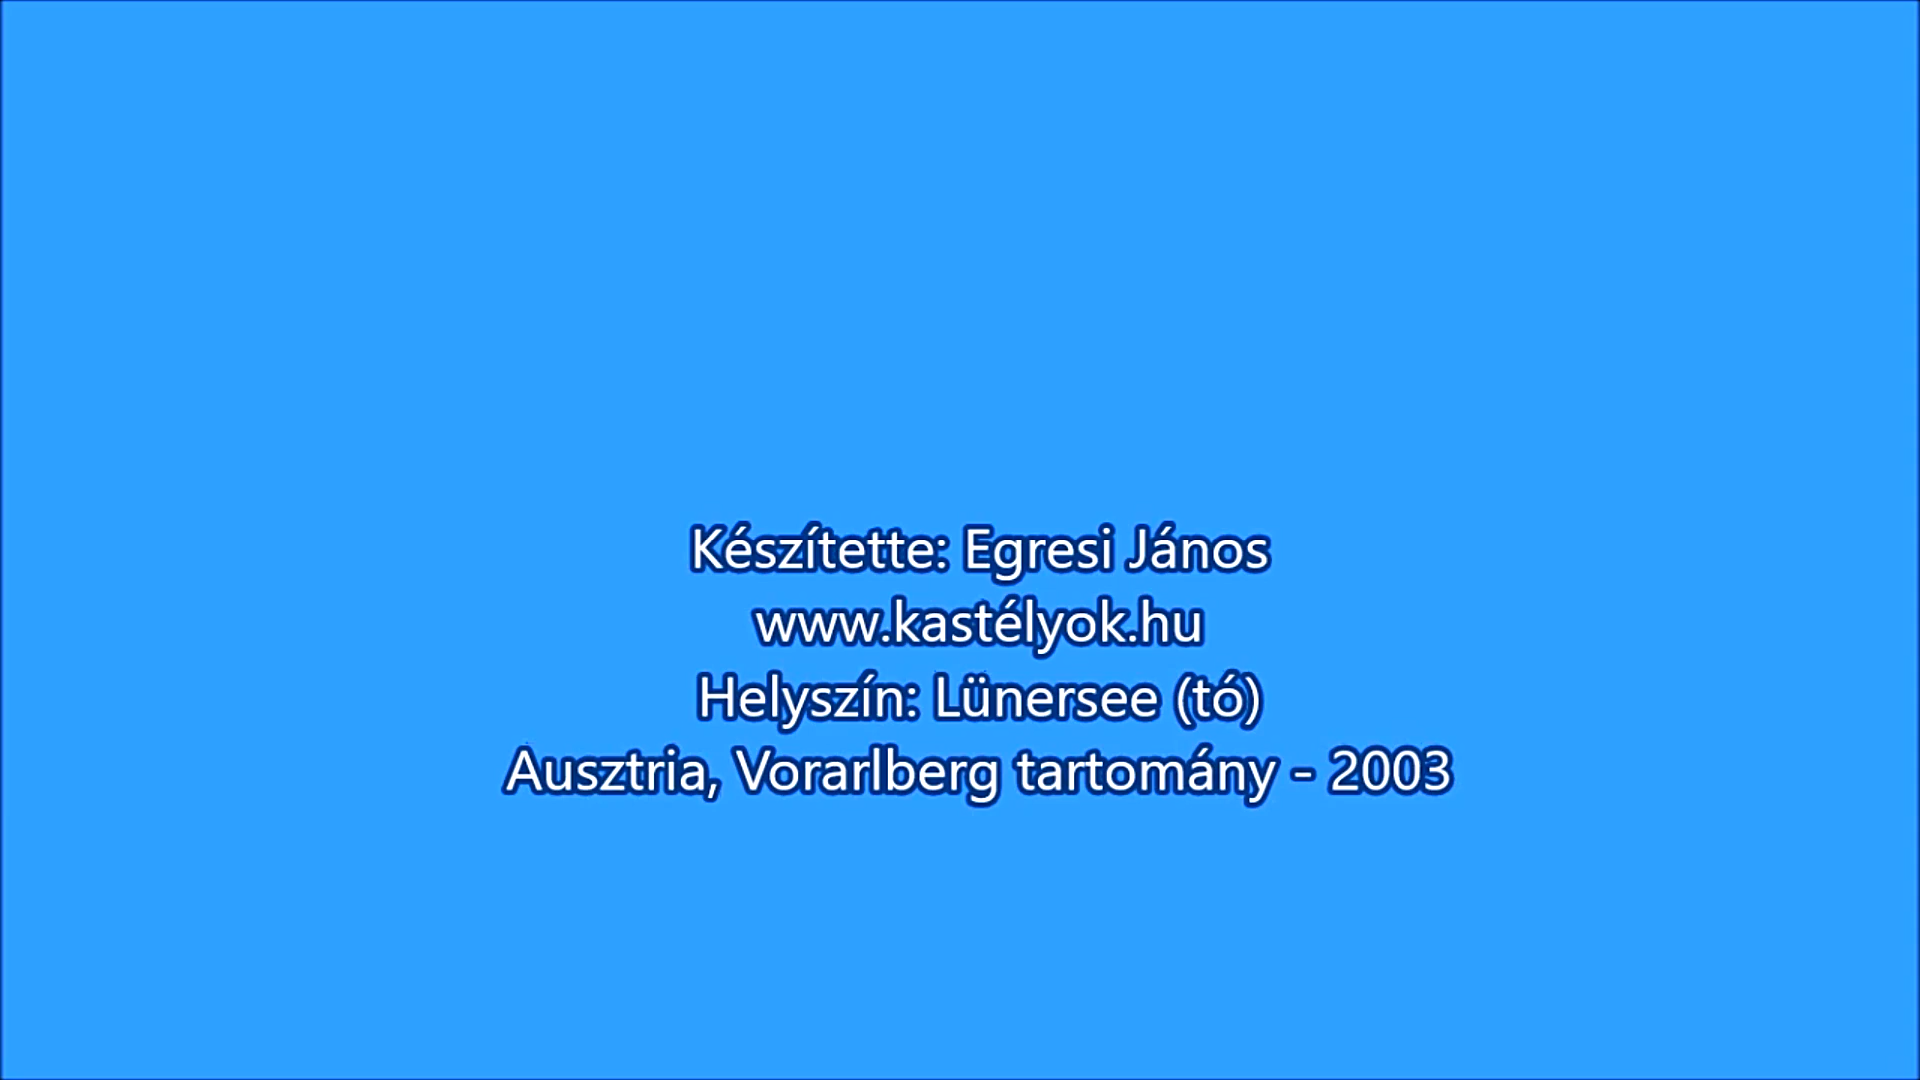 Készítette: Egresi János
www.kastélyok.hu
Helyszín: Lünersee (tó)
Ausztria, Vorarlberg tartomány - 2003